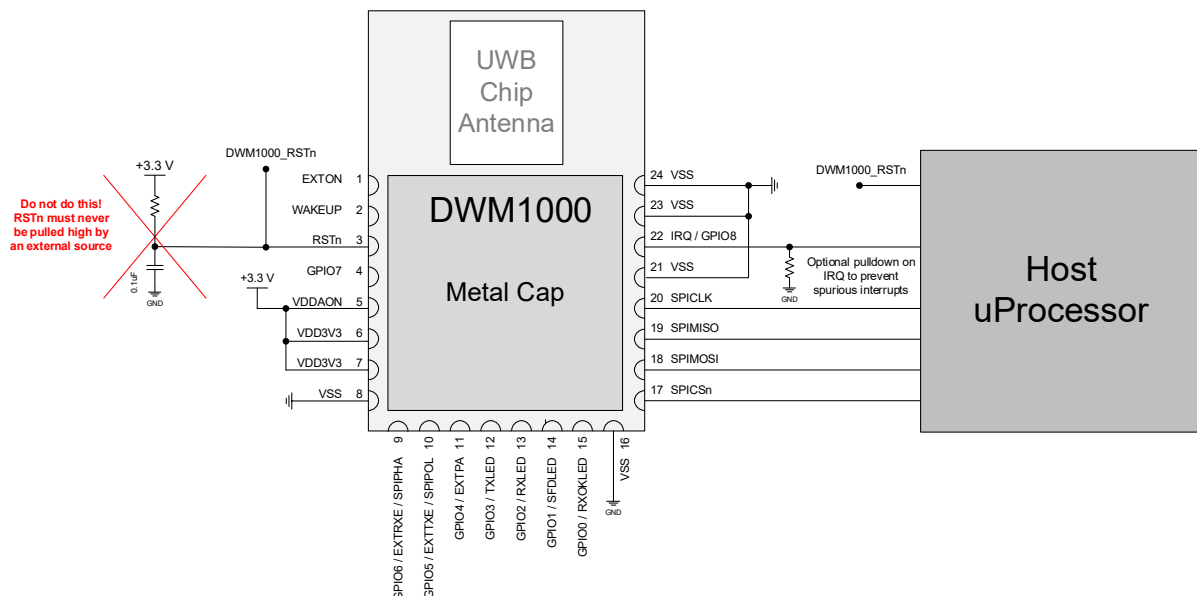 UWB
Chip
Antenna
DWM1000_RSTn
+3.3 V
Do not do this!
RSTn must never
be pulled high by
an external source
0.1uF
GND
+3.3 V
EXTON 1
WAKEUP 2
RSTn 3
GPIO7 4
VDDAON 5
VDD3V3 6
VDD3V3 7
VSS 8
DWM1000
Metal Cap
24 VSS
23 VSS
22 IRQ / GPIO8
21 VSS
20 SPICLK
19 SPIMISO
18 SPIMOSI
17 SPICSn
Optional pulldown on
IRQ to prevent
spurious interrupts
GND
DWM1000_RSTn
Host
uProcessor
GPIO6 / EXTRXE / SPIPHA 9
GPIO5 / EXTTXE / SPIPOL 10
GPIO4 / EXTPA 11
GPIO3 / TXLED 12
GPIO2 / RXLED 13
GPIO1 / SFDLED 14
GPIO0 / RXOKLED 15
VSS 16
GND